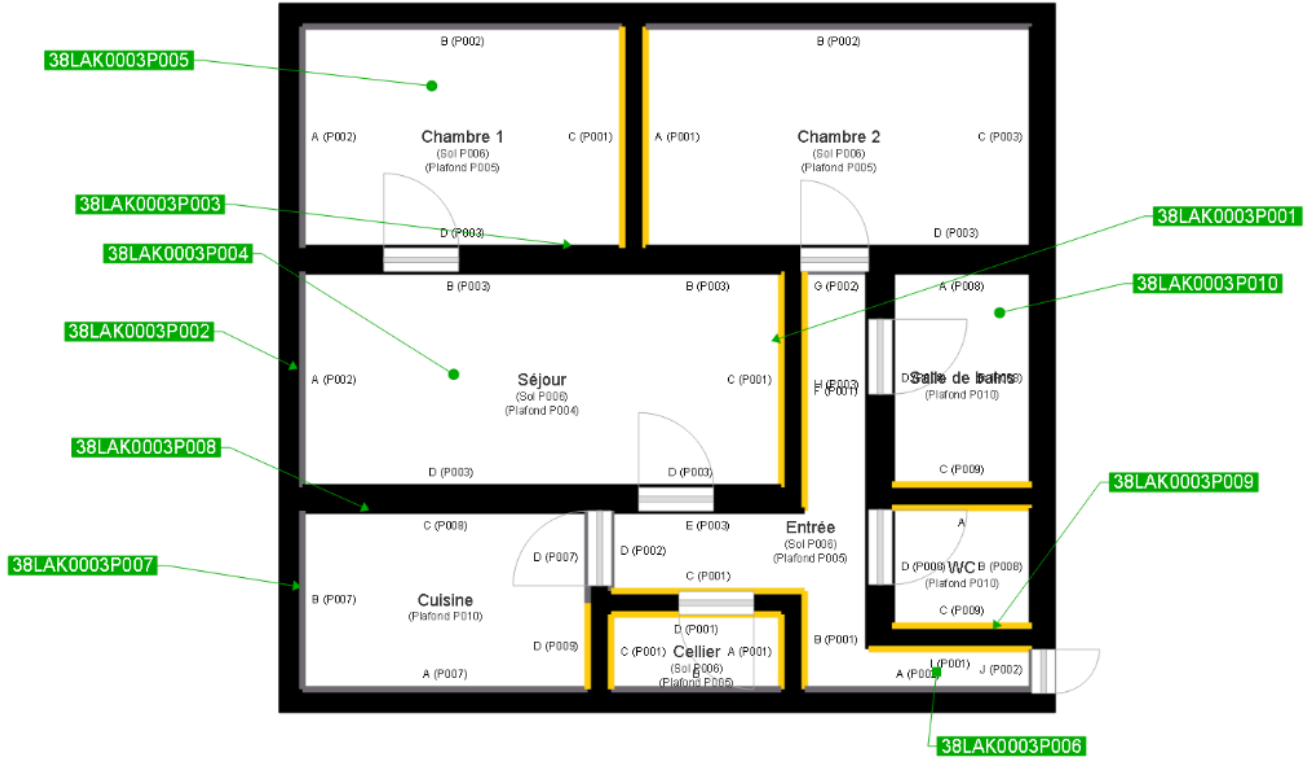 B (P002)
B (P002)
38LAK0003P005
A (P002)
Chambre 1
(Sol P006)
(Plafond P005)
C (P001)
A (P001)
Chambre 2
(Sol P006)
(Plafond P005)
C (P003)
38LAK0003P003
38LAK0003P001
D (P003)
D (P003)
38LAK0003P004
B (P003)
B (P003)
G (P002)
A (P008)
38LAK0003P010
38LAK0003P002
A (P002)
Séjour
(Sol P006)
(Plafond P004)
C (P001)
H (P003)
F (P001)
Salle de bains
(Plafond P010)
38LAK0003P008
D (P003)
D (P003)
C (P009)
38LAK0003P009
C (P008)
E (P003)
Entrée
(Sol P006)
(Plafond P005)
A
D (P007)
D (P002)
38LAK0003P007
C (P001)
D (P008)
WC
B (P008)
(Plafond P010)
B (P007)
Cuisine
(Plafond P010)
C (P009)
D (P001)
B (P001)
D (P009)
C (P001)
Cellier
A (P001)
(Sol P006)
B
(Plafond P005)
I (P001)
J (P002)
A (P007)
A (P002)
38LAK0003P006